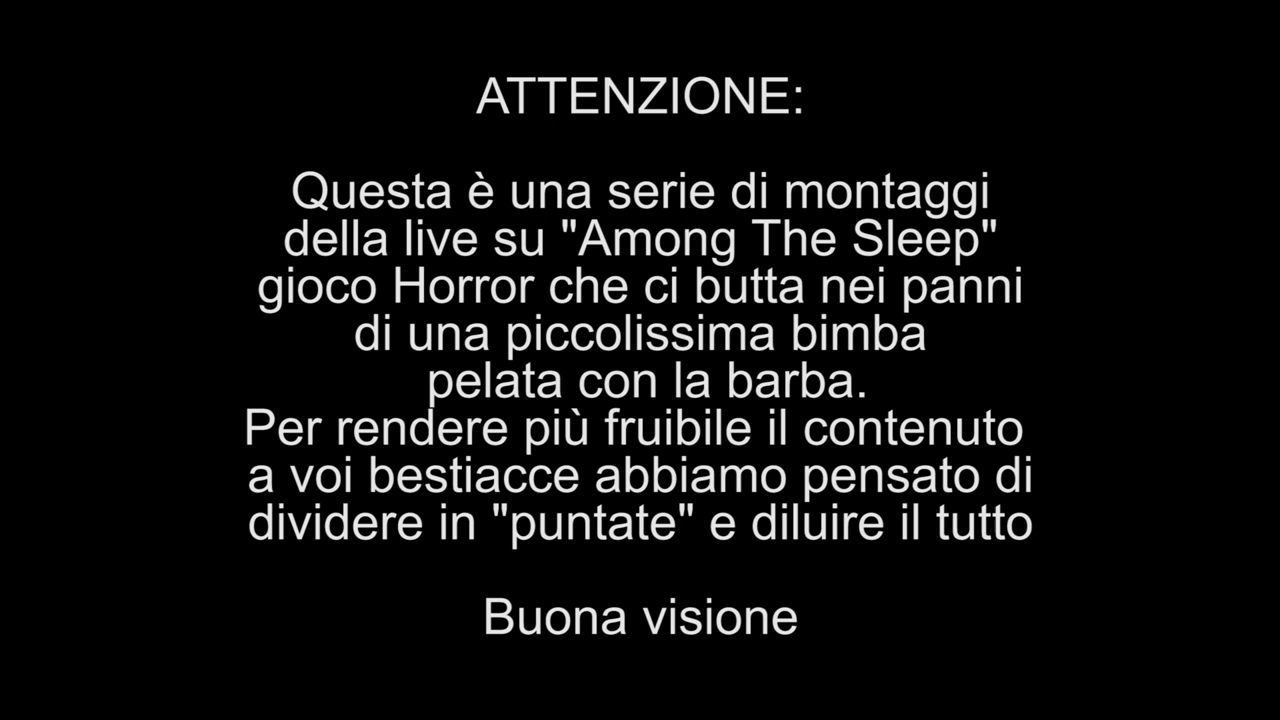 ATTENZIONE:
Questa è una serie di montaggi
della live su "Among The Sleep"
gioco Horror che ci butta nei panni
di una piccolissima bimba
pelata con la barba.
Per rendere più fruibile il contenuto
a voi bestiacce abbiamo pensato di
dividere in "puntate" e diluire il tutto
Buona visione